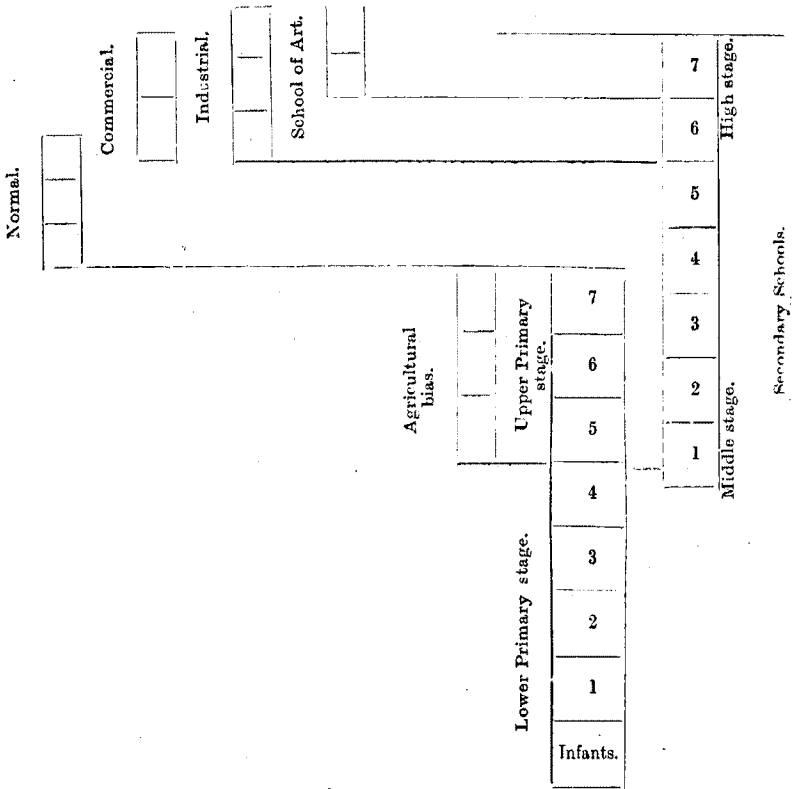 Normal.
Commercial.
Industrial.
School of Art.
Agricultural
bias.
Upper Primary
stage.
Lower Primary stage.
Infants.
1
2
3
4
5
6
7
1
2
3
4
5
6
7
Middle stage.
High stage.
Secondary Schools.